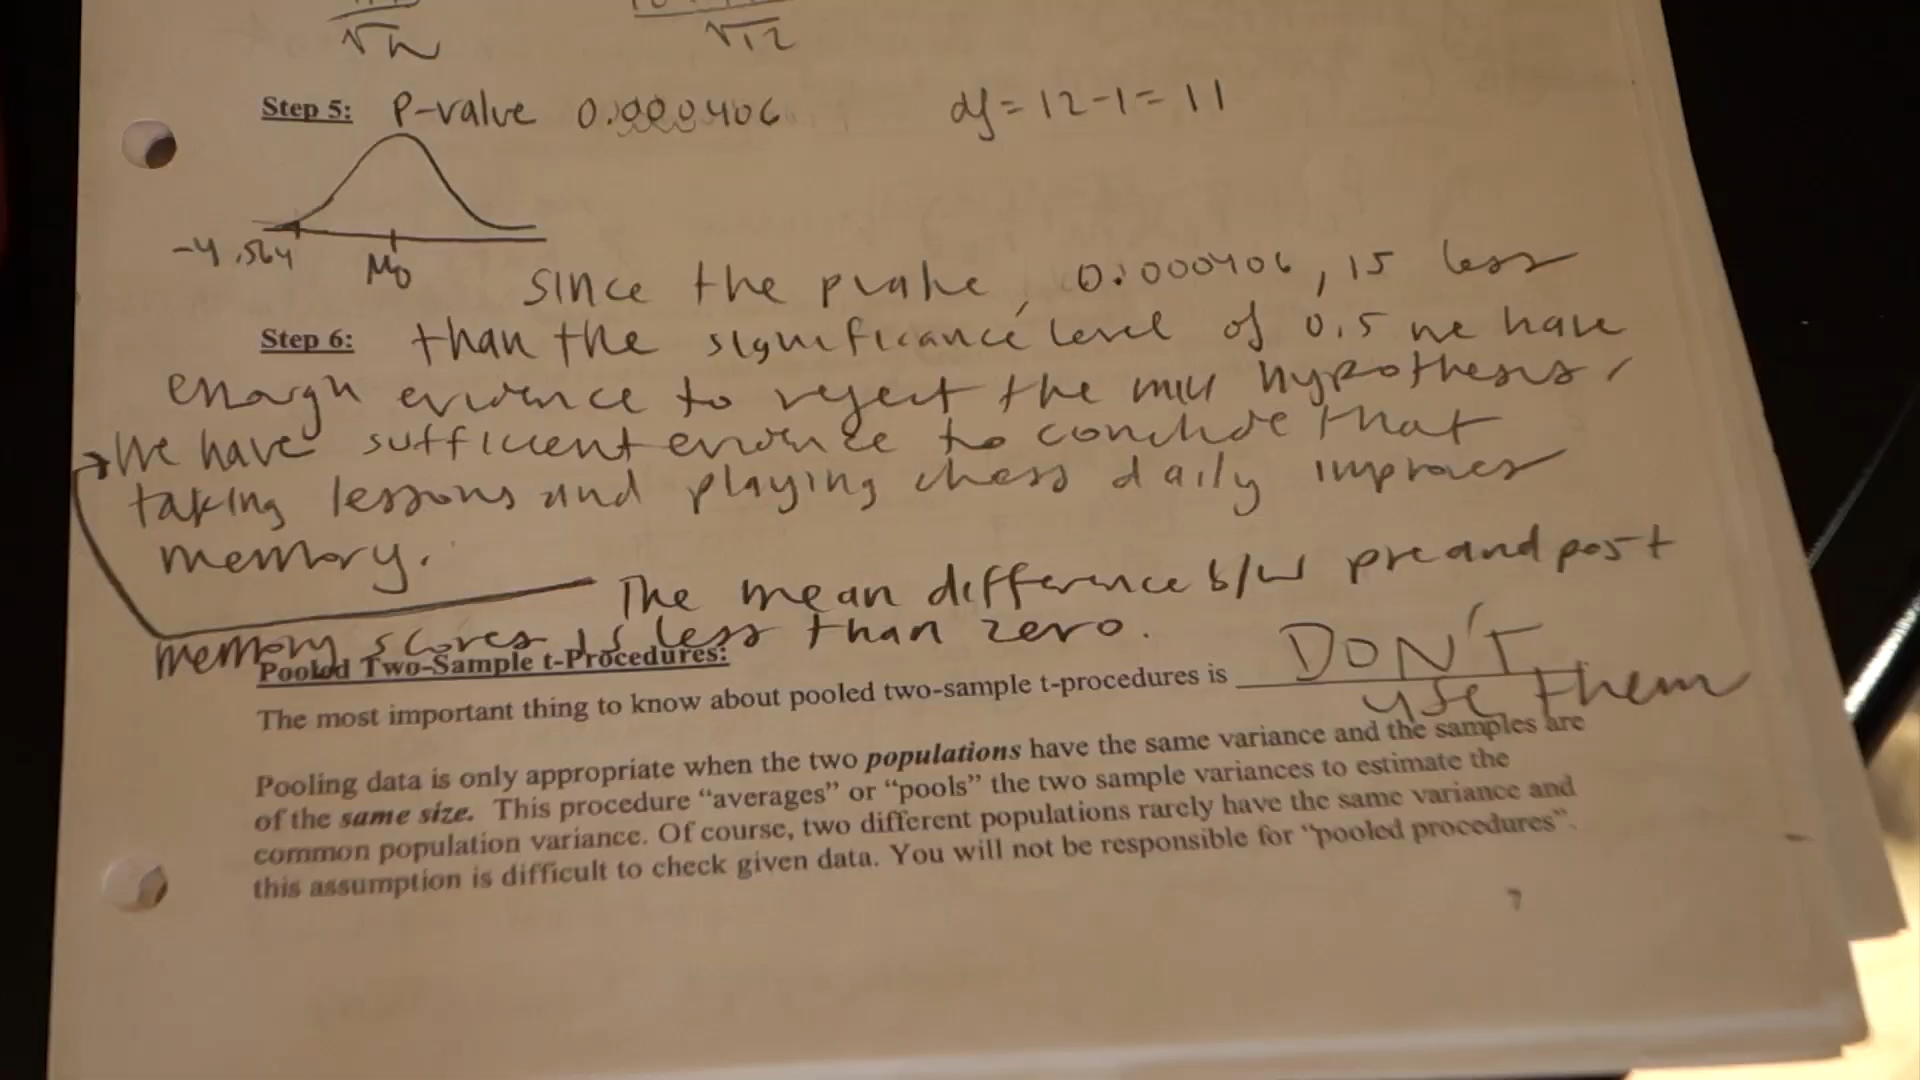 √n √12
Step 5: P-value 0.000406 df = 12-1 = 11
-4.564 μ0
Since the pvalue, 0.000406, is less
Step 6: than the significance level of 0.5 we have
enough evidence to reject the null hypothesis.
We have sufficient evidence to conclude that
taking lessons and playing chess daily improves
memory.
The mean difference b/w pre and post
memory scores is less than zero.
Pooled Two-Sample t-Procedures:
The most important thing to know about pooled two-sample t-procedures is DON'T
use them
Pooling data is only appropriate when the two populations have the same variance and the samples are
of the same size. This procedure “averages” or “pools” the two sample variances to estimate the
common population variance. Of course, two different populations rarely have the same variance and
this assumption is difficult to check given data. You will not be responsible for “pooled procedures”.
7